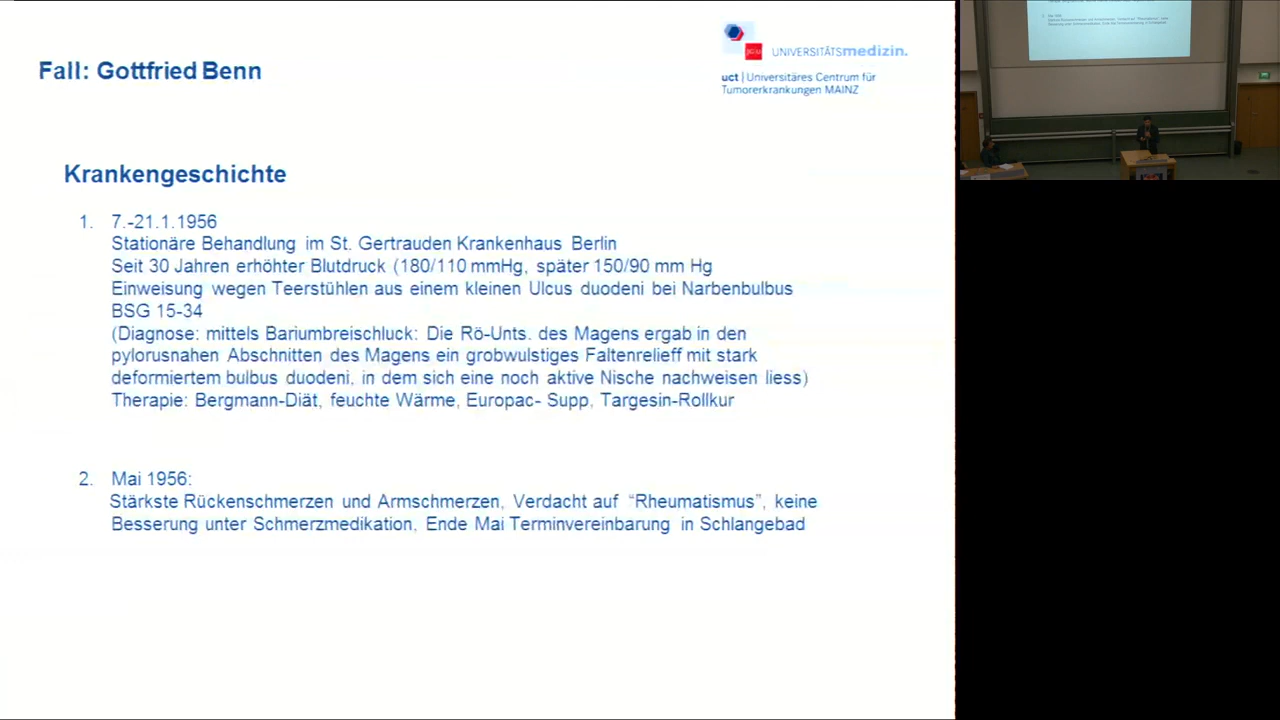 Fall: Gottfried Benn
UNIVERSITÄTSmedizin.
uct | Universitäres Centrum für
Tumorerkrankungen MAINZ
Krankengeschichte
1. 7.-21.1.1956
Stationäre Behandlung im St. Gertrauden Krankenhaus Berlin
Seit 30 Jahren erhöhter Blutdruck (180/110 mmHg, später 150/90 mm Hg
Einweisung wegen Teerstühlen aus einem kleinen Ulcus duodeni bei Narbenbulbus
BSG 15-34
(Diagnose: mittels Bariumbreischluck: Die Rö-Unts. des Magens ergab in den
pylorusnahen Abschnitten des Magens ein grobwulstiges Faltenrelieff mit stark
deformiertem bulbus duodeni, in dem sich eine noch aktive Nische nachweisen liess)
Therapie: Bergmann-Diät, feuchte Wärme, Europac- Supp, Targesin-Rollkur
2. Mai 1956:
Stärkste Rückenschmerzen und Armschmerzen, Verdacht auf “Rheumatismus”, keine
Besserung unter Schmerzmedikation, Ende Mai Terminvereinbarung in Schlangebad